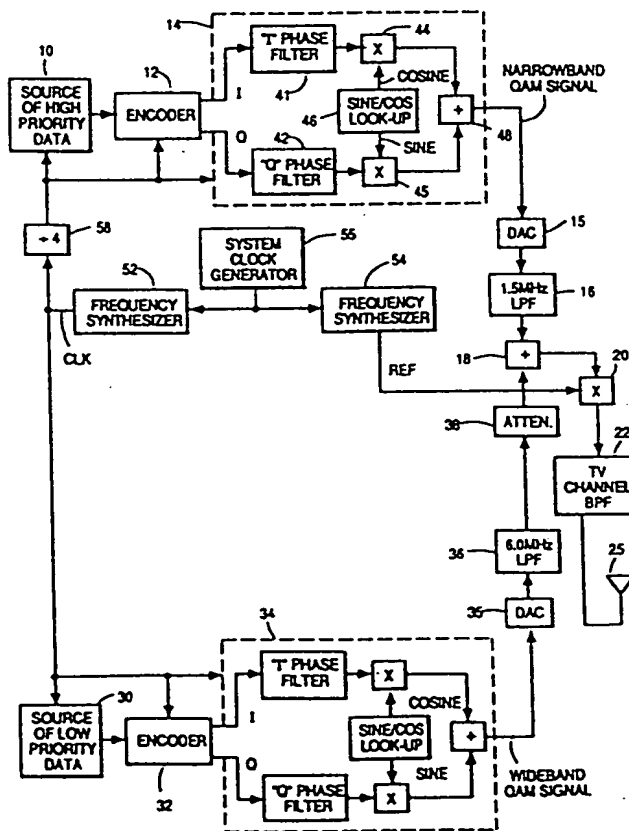 14
44
10
"I" PHASE
FILTER
X
12
COSINE
NARROWBAND
QAM SIGNAL
SOURCE
OF HIGH
PRIORITY
DATA
ENCODER
I
41
46
SINE/COS
LOOK-UP
+
48
Q
42
SINE
"Q" PHASE
FILTER
X
45
58
÷ 4
55
SYSTEM
CLOCK
GENERATOR
DAC
15
52
54
FREQUENCY
SYNTHESIZER
FREQUENCY
SYNTHESIZER
1.5MHz
LPF
16
CLK
18
+
20
REF
X
38
ATTEN.
22
TV
CHANNEL
BPF
36
6.0MHz
LPF
25
34
35
DAC
"I" PHASE
FILTER
X
30
I
COSINE
SOURCE
OF LOW
PRIORITY
DATA
ENCODER
SINE/COS
LOOK-UP
+
Q
SINE
32
"Q" PHASE
FILTER
X
WIDEBAND
QAM SIGNAL